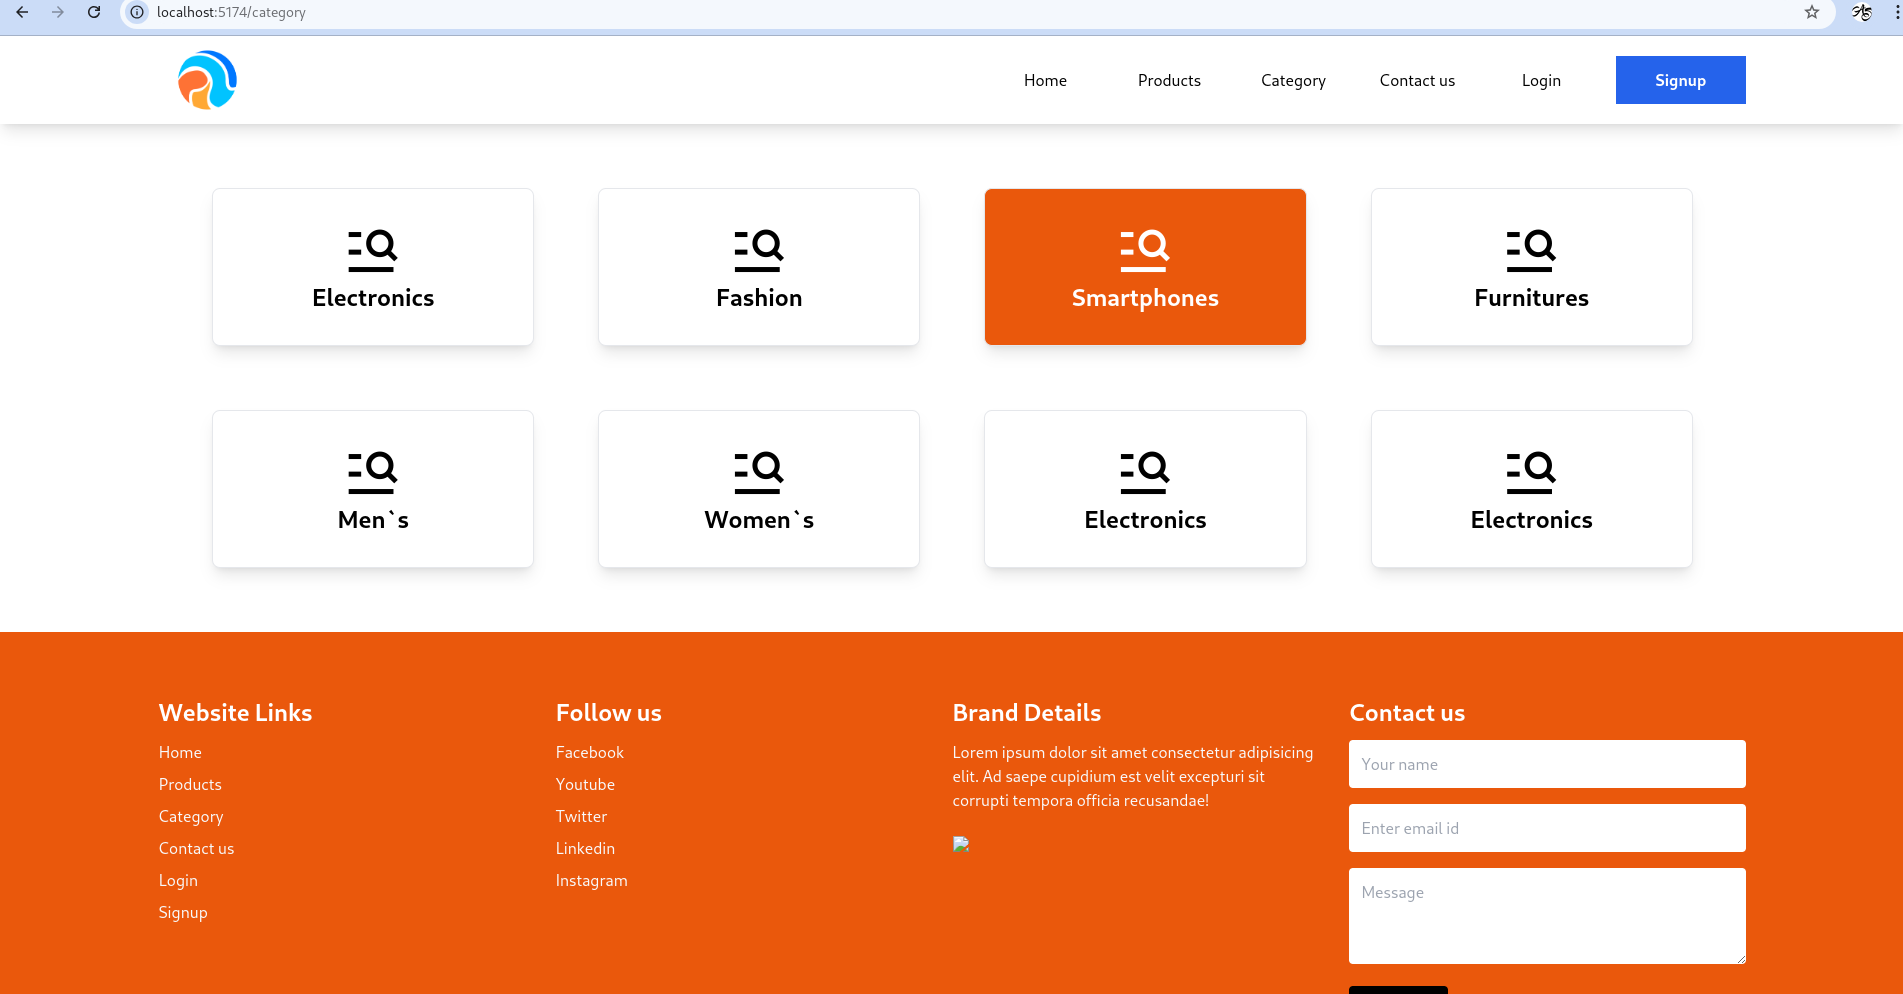 localhost:5174/category
Home Products Category Contact us Login Signup
Electronics Fashion Smartphones Furnitures
Men`s Women`s Electronics Electronics
Website Links
Home
Products
Category
Contact us
Login
Signup
Follow us
Facebook
Youtube
Twitter
Linkedin
Instagram
Brand Details
Lorem ipsum dolor sit amet consectetur adipisicing
elit. Ad saepe cupidium est velit excepturi sit
corrupti tempora officia recusandae!
Contact us
Your name
Enter email id
Message